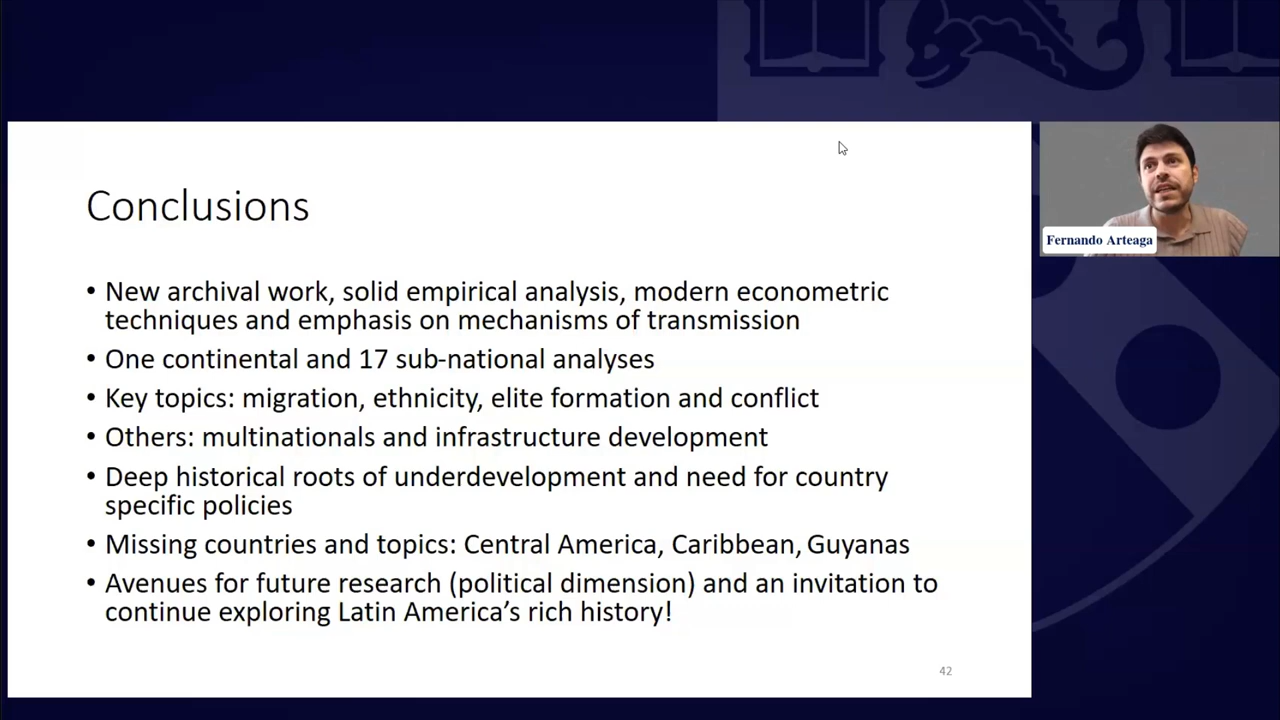 Conclusions
• New archival work, solid empirical analysis, modern econometric
techniques and emphasis on mechanisms of transmission
• One continental and 17 sub-national analyses
• Key topics: migration, ethnicity, elite formation and conflict
• Others: multinationals and infrastructure development
• Deep historical roots of underdevelopment and need for country
specific policies
• Missing countries and topics: Central America, Caribbean, Guyanas
• Avenues for future research (political dimension) and an invitation to
continue exploring Latin America’s rich history!
42
Fernando Arteaga